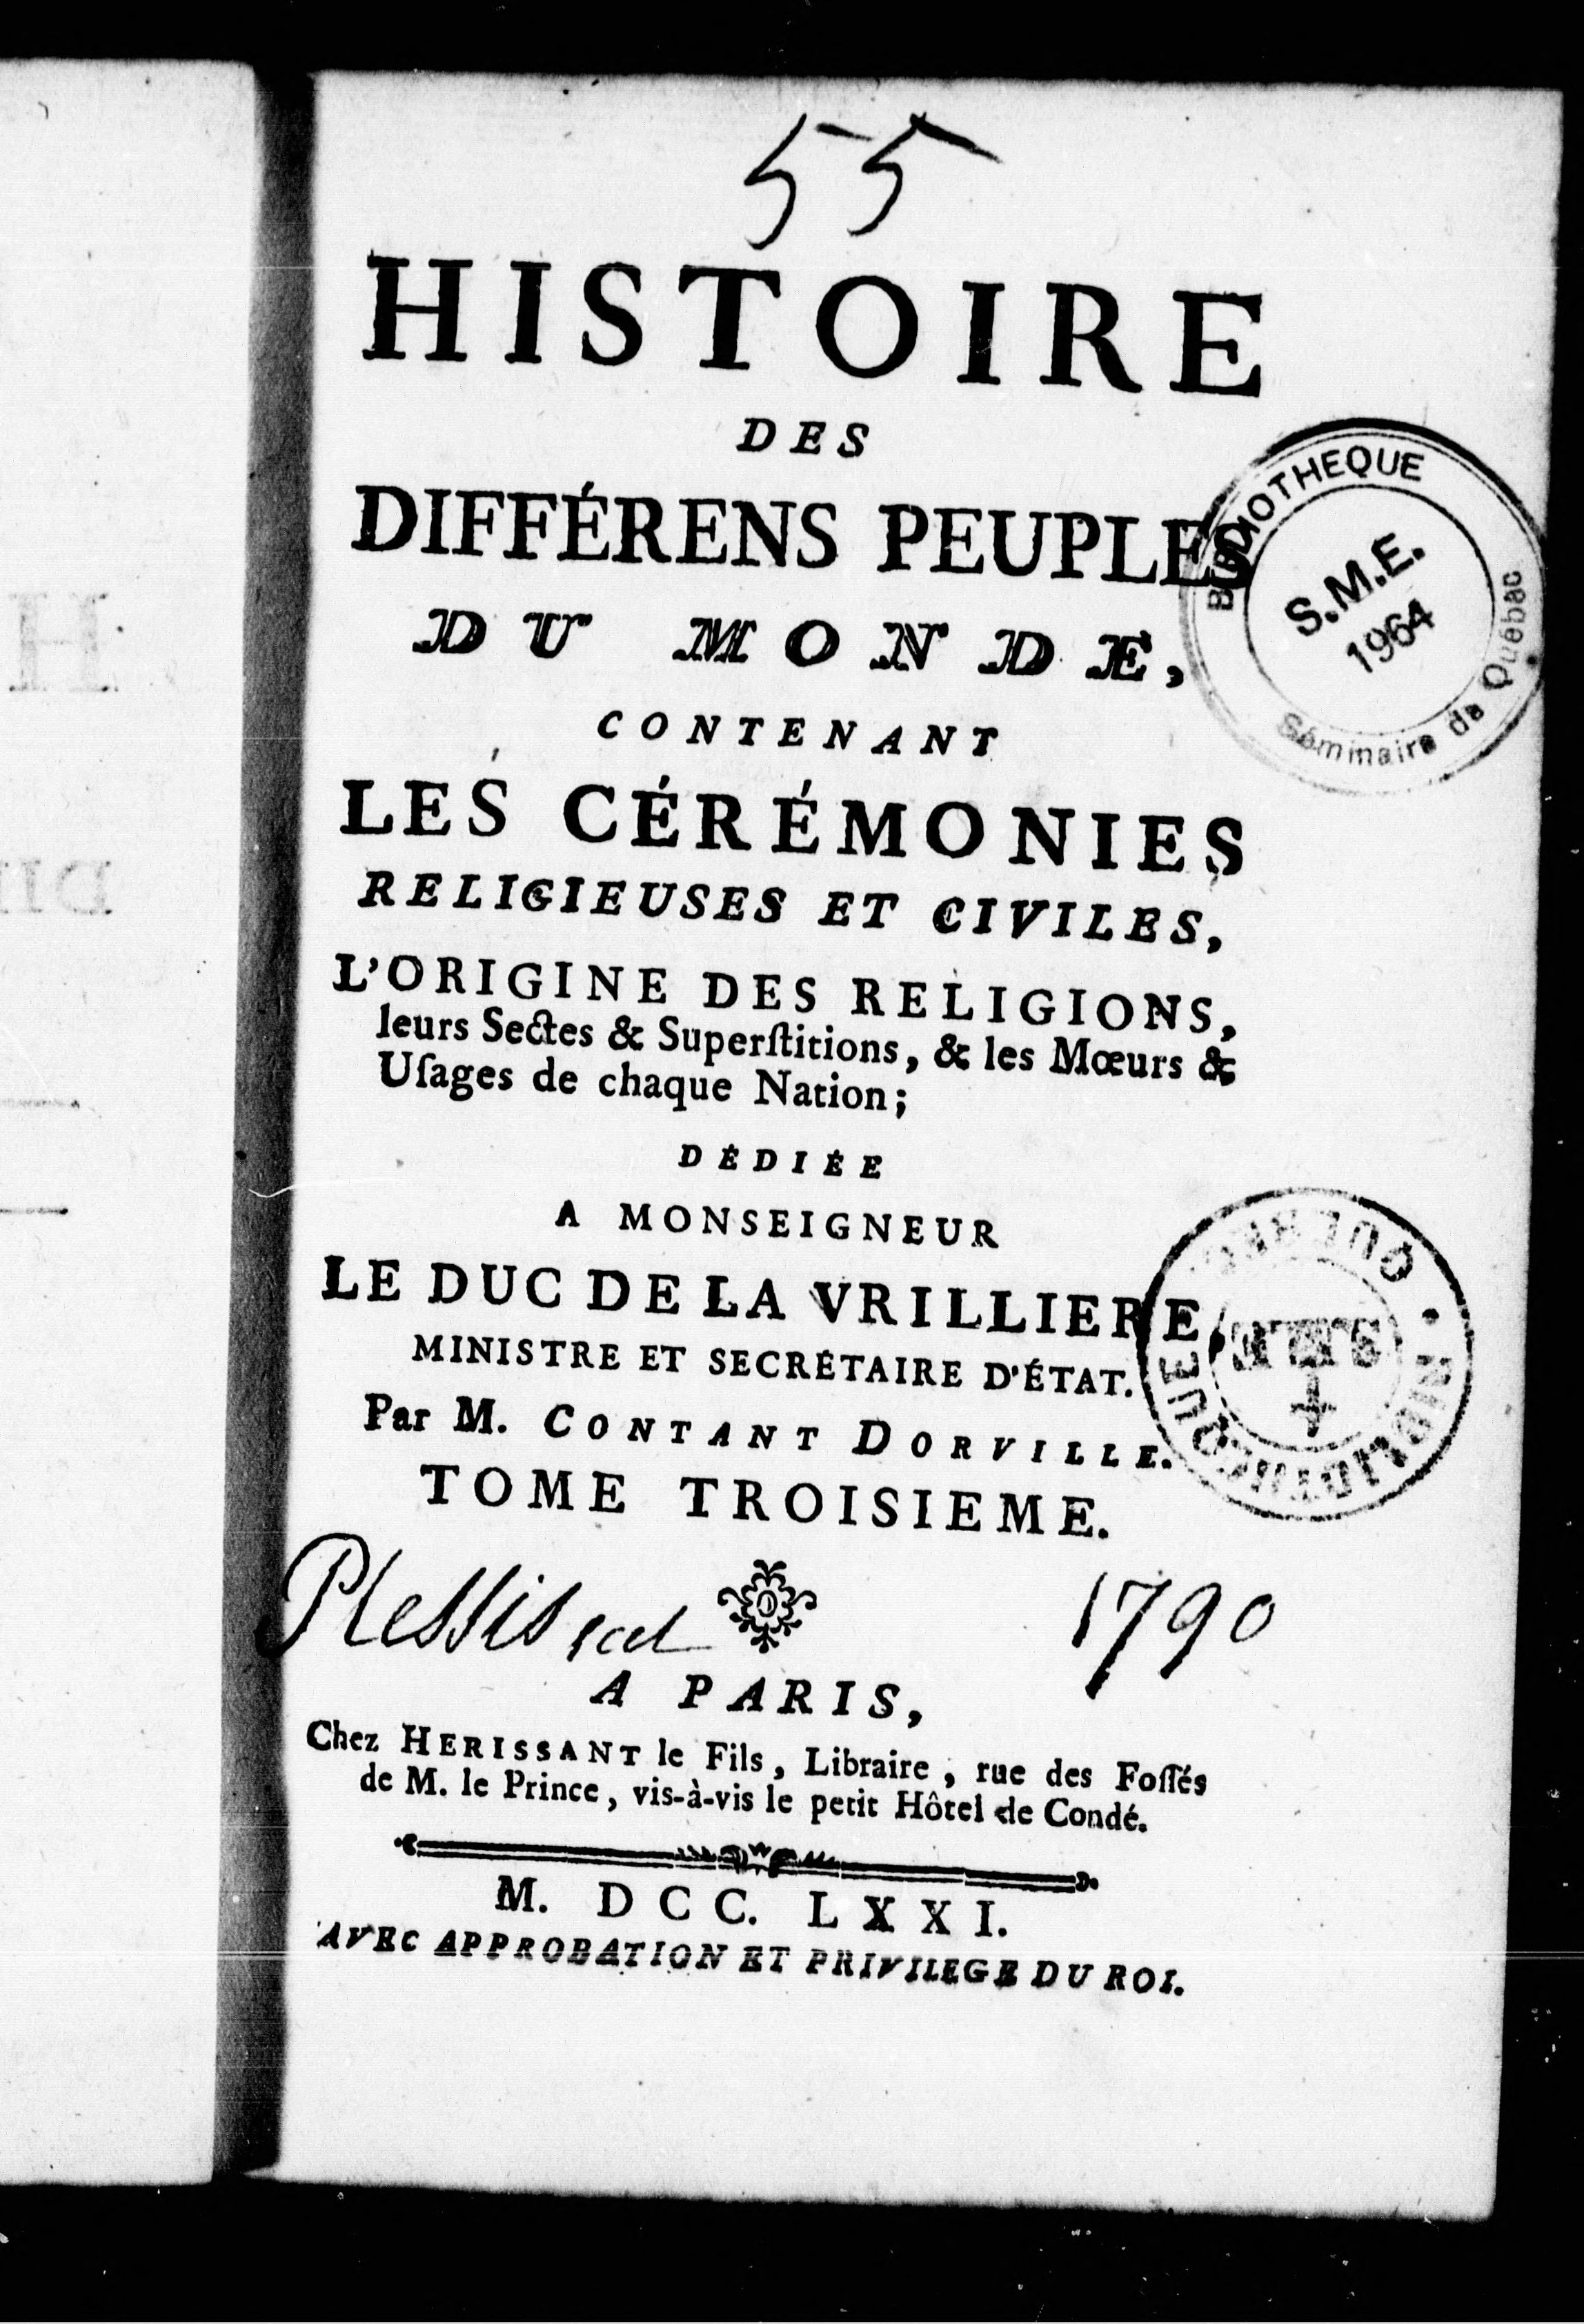 55
HISTOIRE
DES
DIFFÉRENS PEUPLES
DU MONDE,
CONTENANT
LES CÉRÉMONIES
RELIGIEUSES ET CIVILES,
L'ORIGINE DES RELIGIONS,
leurs Sectes & Superſtitions, & les Mœurs &
Uſages de chaque Nation;
DÉDIÉE
A MONSEIGNEUR
LE DUC DE LA VRILLIERE,
MINISTRE ET SECRÉTAIRE D'ÉTAT.
Par M. CONTANT DORVILLE.
TOME TROISIEME.
Plessis
1790
A PARIS,
Chez HERISSANT le Fils, Libraire, rue des Foſſés
de M. le Prince, vis-à-vis le petit Hôtel de Condé.
M. DCC. LXXI.
AVEC APPROBATION ET PRIVILEGE DU ROI.
BIBLIOTHEQUE
S.M.E.
1964
Séminaire de Québec
BIBLIOTHEQUE
QUEBEC